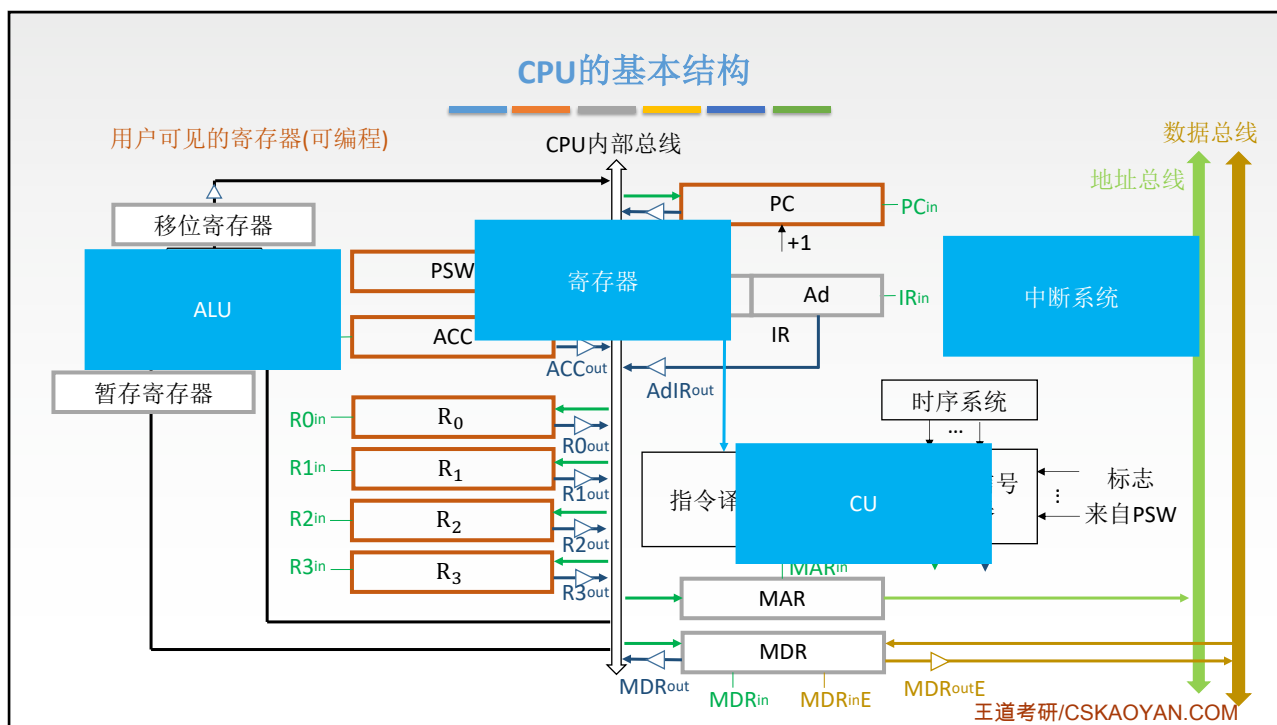 CPU的基本结构
用户可见的寄存器(可编程)
CPU内部总线
数据总线
地址总线
移位寄存器
PC
PCin
+1
ALU
PSW
寄存器
Ad
IRin
中断系统
ACC
IR
ACCout
AdIRout
暂存寄存器
时序系统
...
R0in
R0
R0out
R1in
R1
R1out
指令译
CU
号
标志
...
来自PSW
R2in
R2
R2out
R3in
R3
R3out
MARin
MAR
MDR
MDRout
MDRin
MDRinE
MDRoutE
王道考研/CSKAOYAN.COM